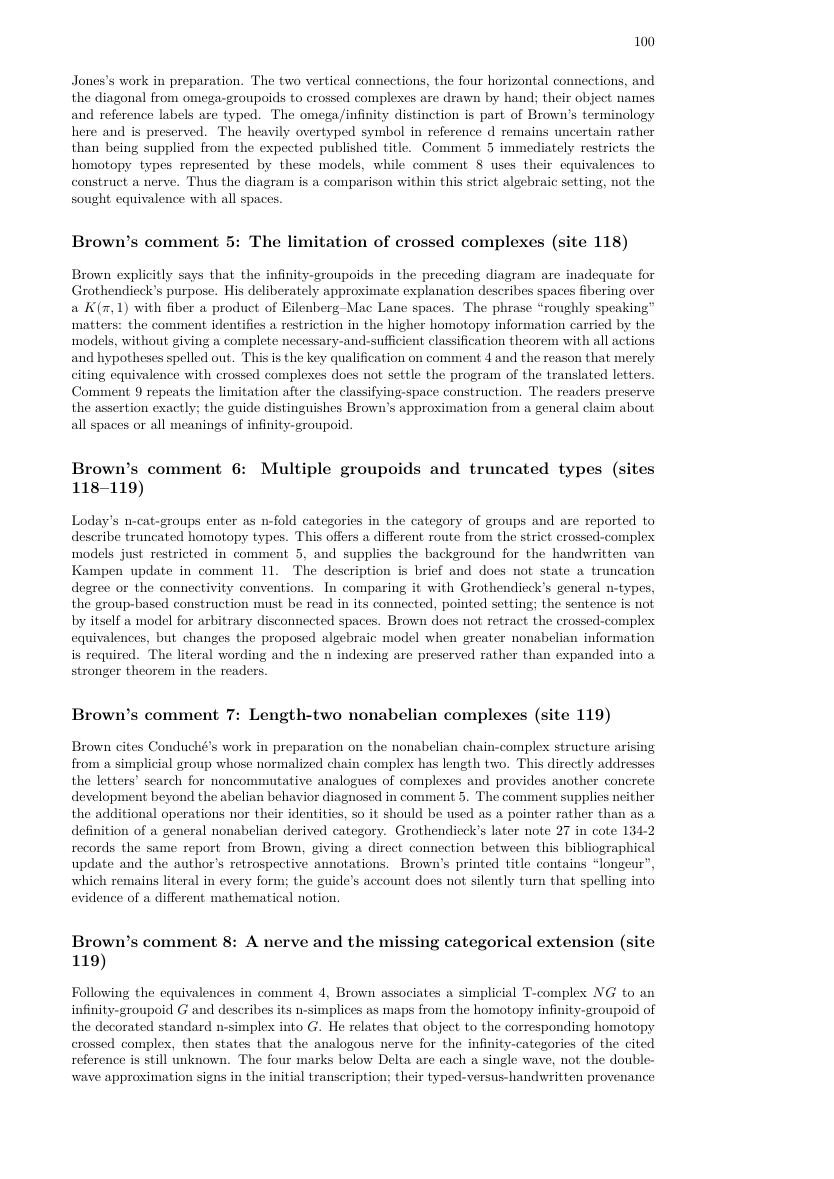 100
Jones's work in preparation. The two vertical connections, the four horizontal connections, and
the diagonal from omega-groupoids to crossed complexes are drawn by hand; their object names
and reference labels are typed. The omega/infinity distinction is part of Brown's terminology
here and is preserved. The heavily overtyped symbol in reference d remains uncertain rather
than being supplied from the expected published title. Comment 5 immediately restricts the
homotopy types represented by these models, while comment 8 uses their equivalences to
construct a nerve. Thus the diagram is a comparison within this strict algebraic setting, not the
sought equivalence with all spaces.
Brown's comment 5: The limitation of crossed complexes (site 118)
Brown explicitly says that the infinity-groupoids in the preceding diagram are inadequate for
Grothendieck's purpose. His deliberately approximate explanation describes spaces fibering over
a K(π, 1) with fiber a product of Eilenberg–Mac Lane spaces. The phrase “roughly speaking”
matters: the comment identifies a restriction in the higher homotopy information carried by the
models, without giving a complete necessary-and-sufficient classification theorem with all actions
and hypotheses spelled out. This is the key qualification on comment 4 and the reason that merely
citing equivalence with crossed complexes does not settle the program of the translated letters.
Comment 9 repeats the limitation after the classifying-space construction. The readers preserve
the assertion exactly; the guide distinguishes Brown's approximation from a general claim about
all spaces or all meanings of infinity-groupoid.
Brown's comment 6: Multiple groupoids and truncated types (sites
118–119)
Loday's n-cat-groups enter as n-fold categories in the category of groups and are reported to
describe truncated homotopy types. This offers a different route from the strict crossed-complex
models just restricted in comment 5, and supplies the background for the handwritten van
Kampen update in comment 11. The description is brief and does not state a truncation
degree or the connectivity conventions. In comparing it with Grothendieck's general n-types,
the group-based construction must be read in its connected, pointed setting; the sentence is not
by itself a model for arbitrary disconnected spaces. Brown does not retract the crossed-complex
equivalences, but changes the proposed algebraic model when greater nonabelian information
is required. The literal wording and the n indexing are preserved rather than expanded into a
stronger theorem in the readers.
Brown's comment 7: Length-two nonabelian complexes (site 119)
Brown cites Conduché's work in preparation on the nonabelian chain-complex structure arising
from a simplicial group whose normalized chain complex has length two. This directly addresses
the letters' search for noncommutative analogues of complexes and provides another concrete
development beyond the abelian behavior diagnosed in comment 5. The comment supplies neither
the additional operations nor their identities, so it should be used as a pointer rather than as a
definition of a general nonabelian derived category. Grothendieck's later note 27 in cote 134-2
records the same report from Brown, giving a direct connection between this bibliographical
update and the author's retrospective annotations. Brown's printed title contains “longeur”,
which remains literal in every form; the guide's account does not silently turn that spelling into
evidence of a different mathematical notion.
Brown's comment 8: A nerve and the missing categorical extension (site
119)
Following the equivalences in comment 4, Brown associates a simplicial T-complex NG to an
infinity-groupoid G and describes its n-simplices as maps from the homotopy infinity-groupoid of
the decorated standard n-simplex into G. He relates that object to the corresponding homotopy
crossed complex, then states that the analogous nerve for the infinity-categories of the cited
reference is still unknown. The four marks below Delta are each a single wave, not the double-
wave approximation signs in the initial transcription; their typed-versus-handwritten provenance